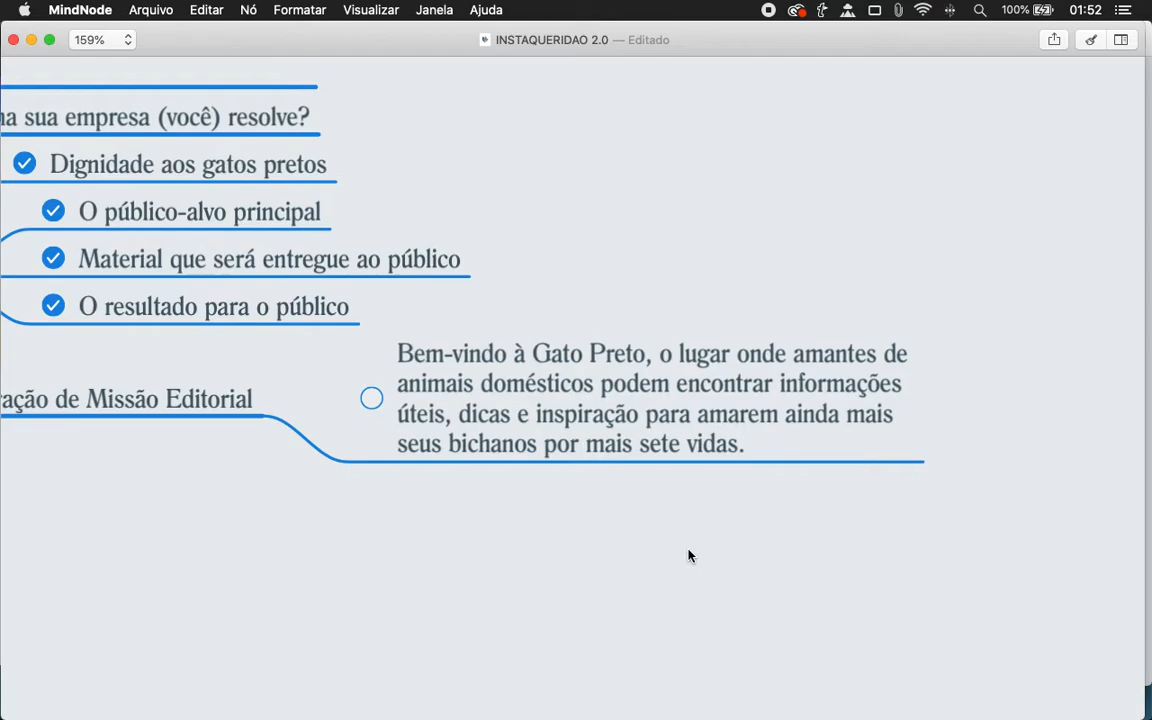 MindNode Arquivo Editar Nó Formatar Visualizar Janela Ajuda 100% 01:52
159% INSTAQUERIDAO 2.0 — Editado
sua empresa (você) resolve?
Dignidade aos gatos pretos
O público-alvo principal
Material que será entregue ao público
O resultado para o público
Bem-vindo à Gato Preto, o lugar onde amantes de
animais domésticos podem encontrar informações
úteis, dicas e inspiração para amarem ainda mais
seus bichanos por mais sete vidas.
ação de Missão Editorial